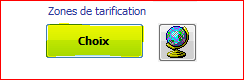 Zones de tarification
Choix